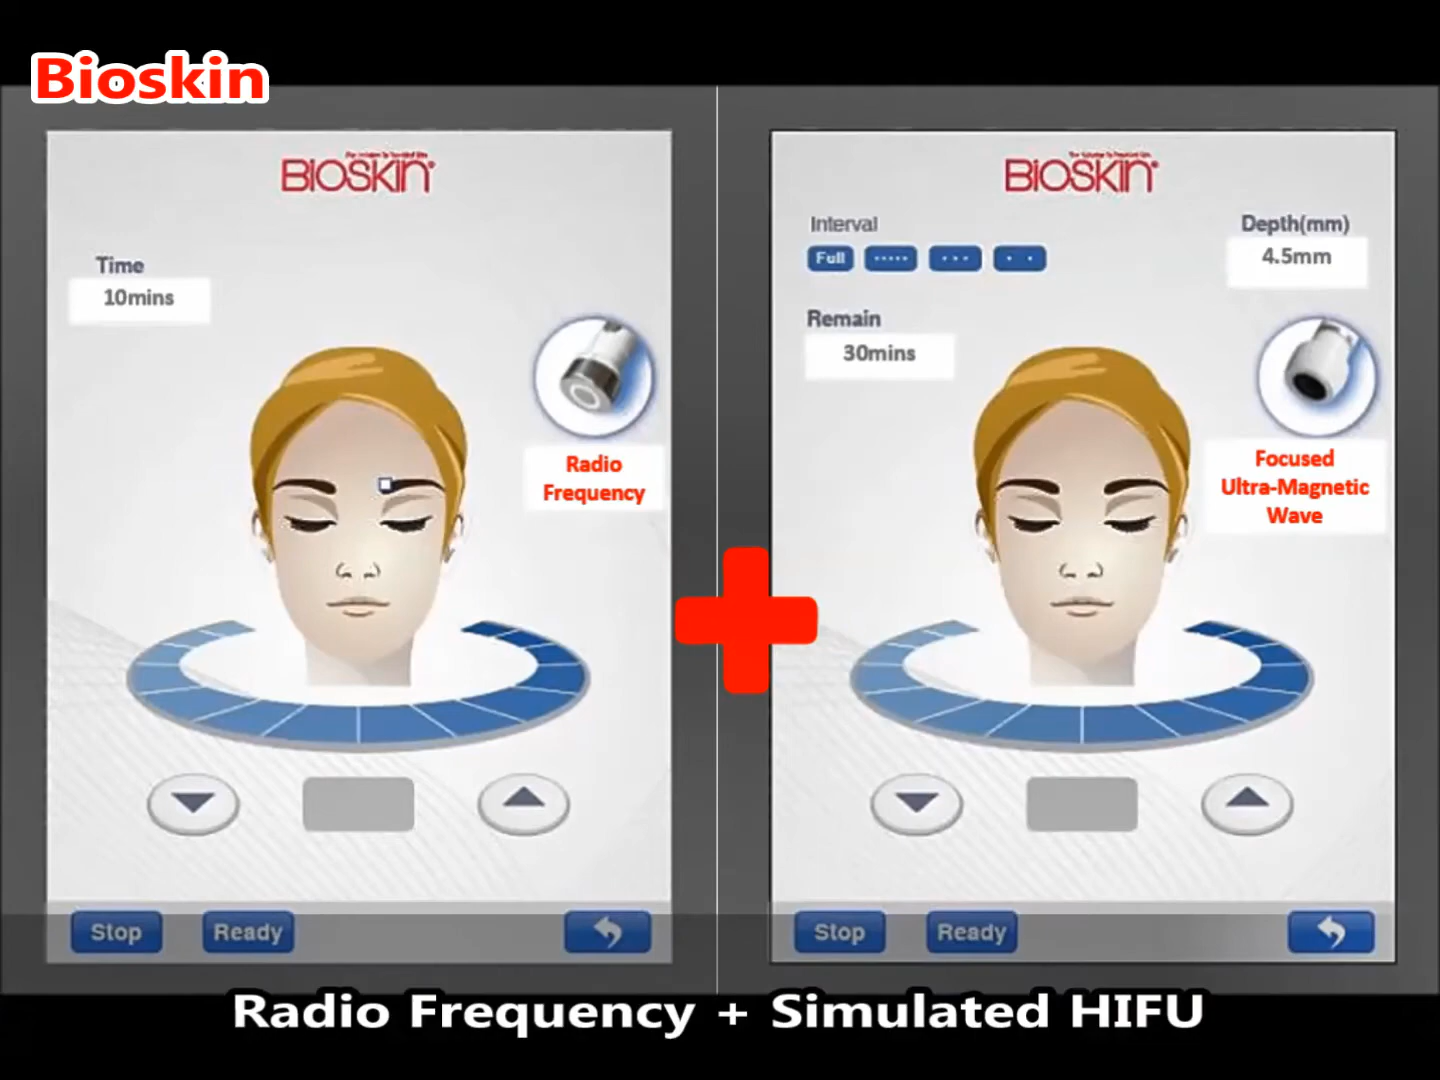 Bioskin
BIOSKIN
Time
10mins
Radio
Frequency
Stop
Ready
BIOSKIN
Interval
Full
Depth(mm)
4.5mm
Remain
30mins
Focused
Ultra-Magnetic
Wave
Stop
Ready
Radio Frequency + Simulated HIFU